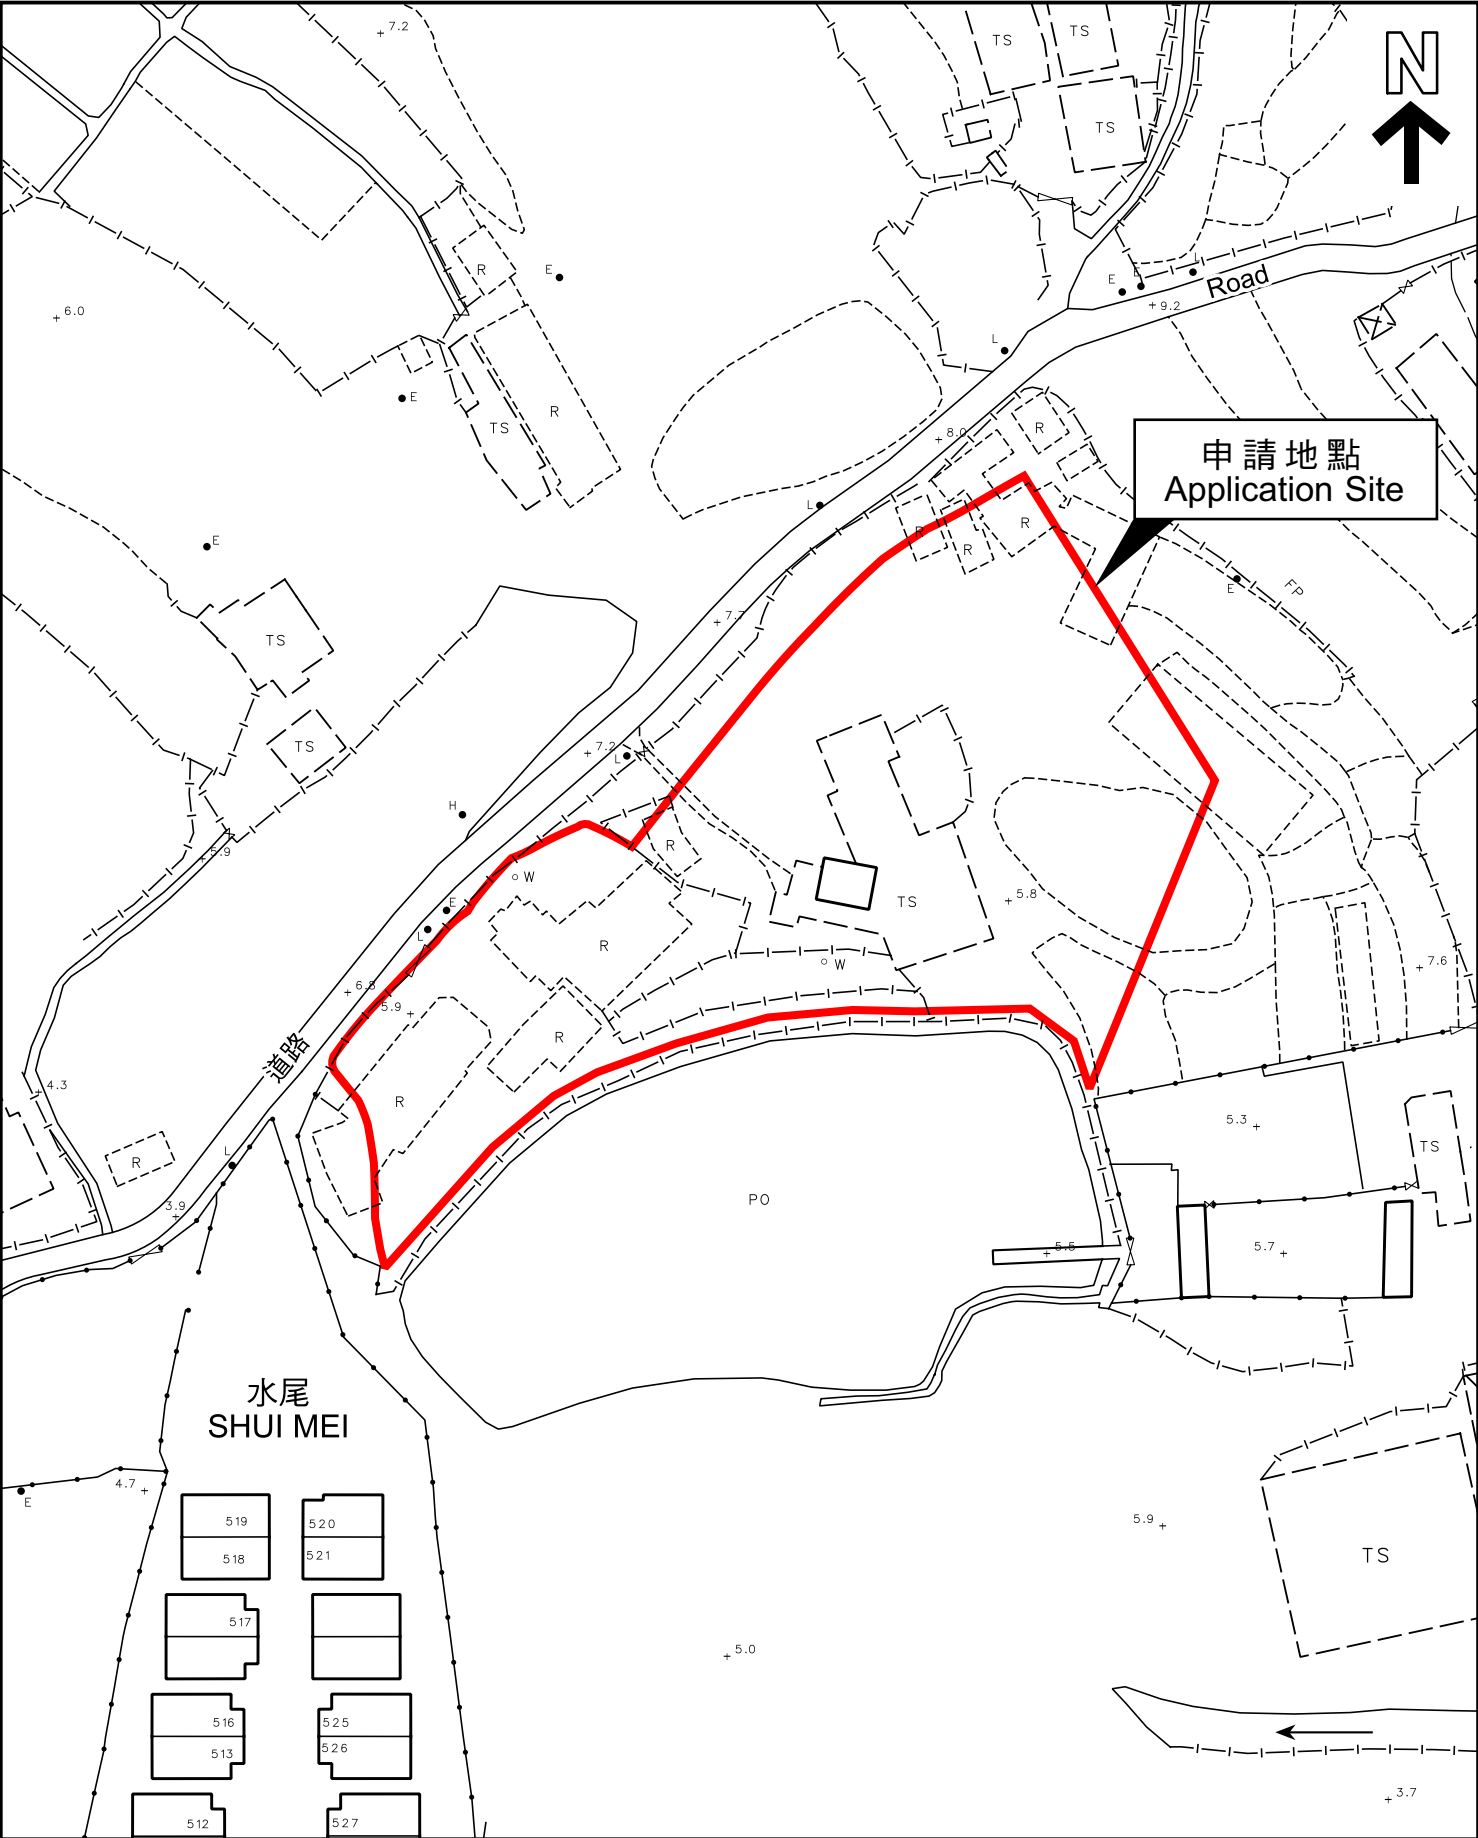 7.2
TS
TS
N
TS
R
E
6.0
E
E
L
Road
9.2
L
E
R
TS
8.0
R
申請地點
Application Site
L
R
R
R
E
E
FP
7.7
TS
TS
7.2
L
H
5.9
R
W
E
L
R
TS
5.8
W
6.8
5.9
7.6
道路
R
R
4.3
5.3
TS
R
L
3.9
PO
5.5
5.7
水尾
SHUI MEI
4.7
E
519
518
520
521
5.9
TS
517
5.0
516
513
525
526
3.7
512
527